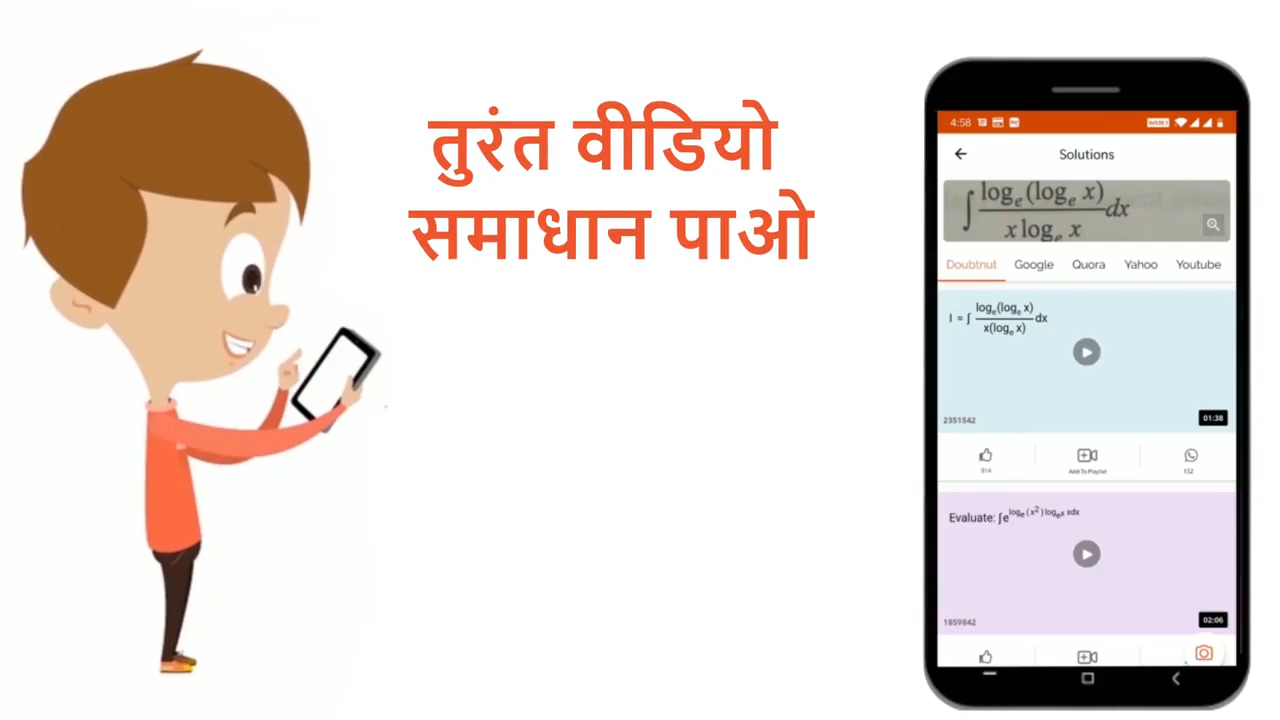 तुरंत वीडियो
समाधान पाओ
4:58
Solutions
∫ logₑ(logₑ x) / x logₑ x dx
Doubtnut Google Quora Yahoo Youtube
I = ∫ logₑ(logₑ x) / x(logₑ x) dx
2351542 01:38
914 Add To Playlist 152
Evaluate: ∫e^logₑ(x²) logₑx xdx
1859842 02:06